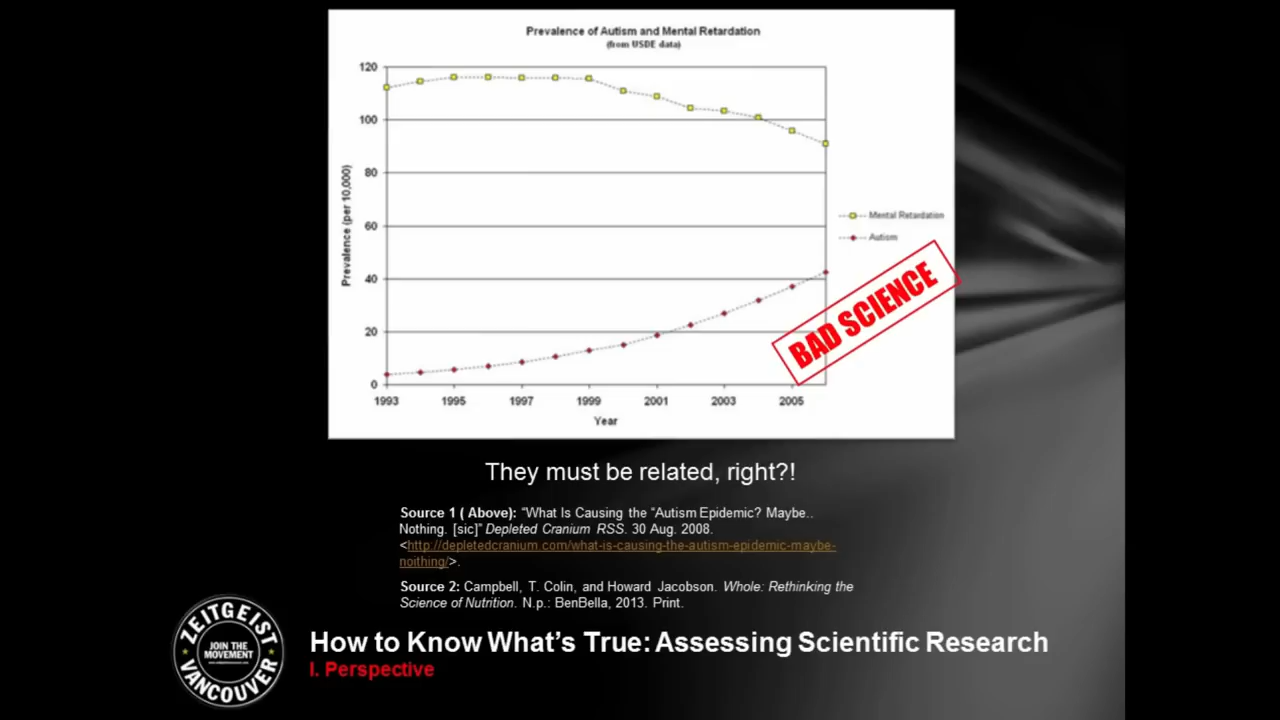 Prevalence of Autism and Mental Retardation
(from USDE data)
120
100
80
60
40
20
0
Prevalence (per 10,000)
1993 1995 1997 1999 2001 2003 2005
Year
Mental Retardation
Autism
BAD SCIENCE
They must be related, right?!
Source 1 ( Above): “What Is Causing the “Autism Epidemic? Maybe..
Nothing. [sic]” Depleted Cranium RSS. 30 Aug. 2008.
<http://depletedcranium.com/what-is-causing-the-autism-epidemic-maybe-
noithing/>.
Source 2: Campbell, T. Colin, and Howard Jacobson. Whole: Rethinking the
Science of Nutrition. N.p.: BenBella, 2013. Print.
ZEITGEIST
JOIN THE
MOVEMENT
VANCOUVER
How to Know What’s True: Assessing Scientific Research
I. Perspective